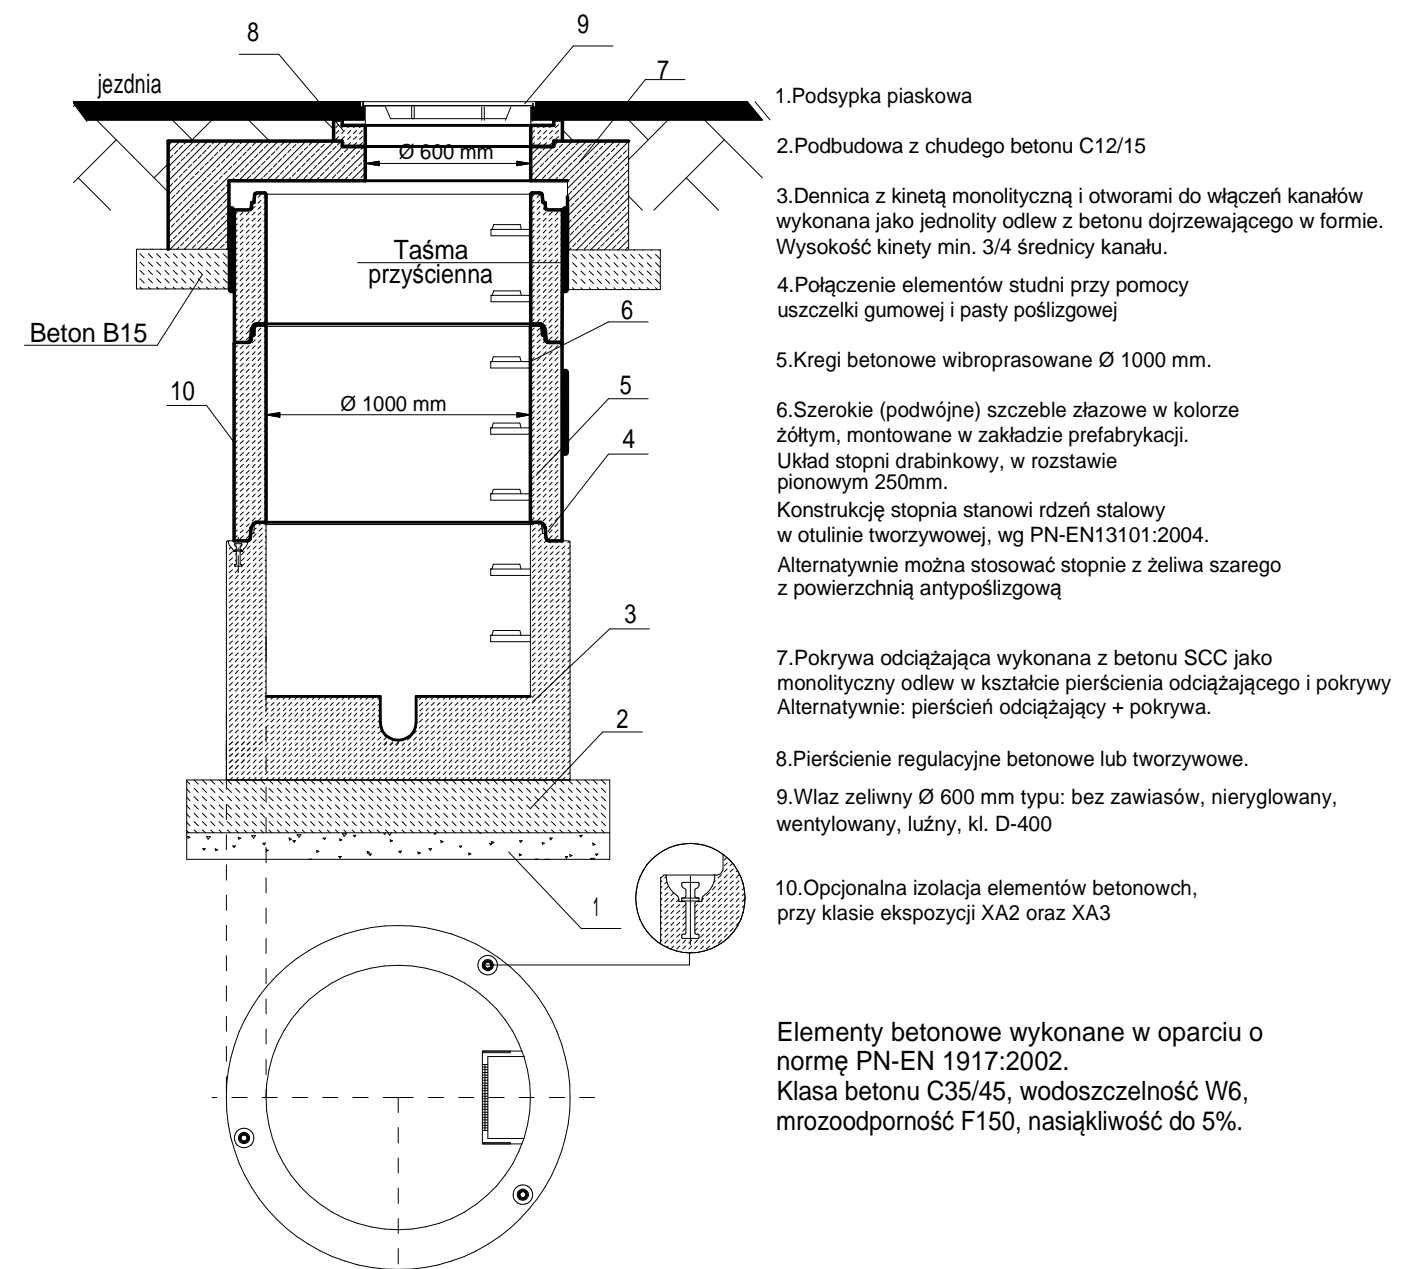 8
9
7
jezdnia
Ø 600 mm
Taśma
przyścienna
6
Beton B15
10
5
Ø 1000 mm
4
3
2
1
1.Podsypka piaskowa
2.Podbudowa z chudego betonu C12/15
3.Dennica z kinetą monolityczną i otworami do włączeń kanałów
wykonana jako jednolity odlew z betonu dojrzewającego w formie.
Wysokość kinety min. 3/4 średnicy kanału.
4.Połączenie elementów studni przy pomocy
uszczelki gumowej i pasty poślizgowej
5.Kregi betonowe wibroprasowane Ø 1000 mm.
6.Szerokie (podwójne) szczeble złazowe w kolorze
żółtym, montowane w zakładzie prefabrykacji.
Układ stopni drabinkowy, w rozstawie
pionowym 250mm.
Konstrukcję stopnia stanowi rdzeń stalowy
w otulinie tworzywowej, wg PN-EN13101:2004.
Alternatywnie można stosować stopnie z żeliwa szarego
z powierzchnią antypoślizgową
7.Pokrywa odciążająca wykonana z betonu SCC jako
monolityczny odlew w kształcie pierścienia odciążającego i pokrywy
Alternatywnie: pierścień odciążający + pokrywa.
8.Pierścienie regulacyjne betonowe lub tworzywowe.
9.Wlaz zeliwny Ø 600 mm typu: bez zawiasów, nieryglowany,
wentylowany, luźny, kl. D-400
10.Opcjonalna izolacja elementów betonowch,
przy klasie ekspozycji XA2 oraz XA3
Elementy betonowe wykonane w oparciu o
normę PN-EN 1917:2002.
Klasa betonu C35/45, wodoszczelność W6,
mrozoodporność F150, nasiąkliwość do 5%.